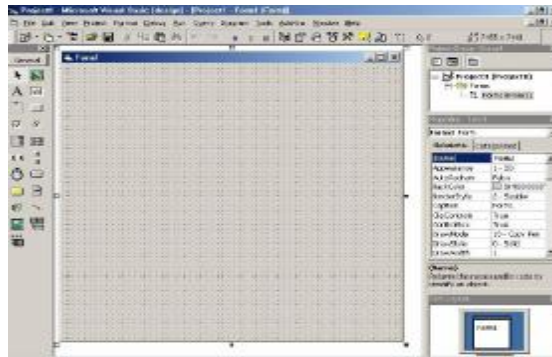 Project1 - Microsoft Visual Basic [design] - [Project1 - Form1 (Form)]
File Edit View Project Format Debug Run Query Diagram Tools Add-Ins Window Help
General
Form1
Project1 (Project1)
Forms
Form1 (Form1)
Properties - Form1
Form1 Form
Alphabetic Categorized
(Name) Form1
Appearance 1 - 3D
AutoRedraw False
BackColor
BorderStyle 2 - Sizable
Caption Form1
ClipControls True
ControlBox True
DrawMode 13 - Copy Pen
DrawStyle 0 - Solid
DrawWidth 1
(Name)
Returns the name used in code to
identify an object.
Form Layout
Form1